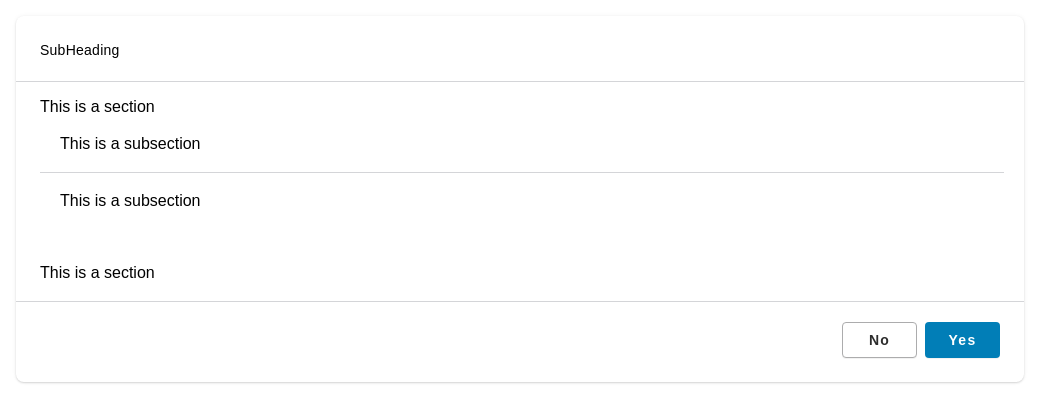 SubHeading
This is a section
This is a subsection
This is a subsection
This is a section
No Yes